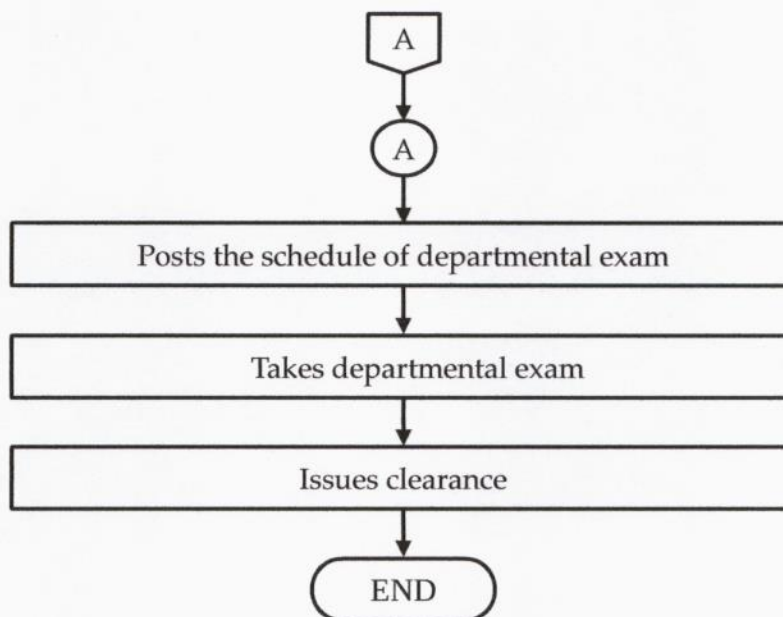 A
A
Posts the schedule of departmental exam
Takes departmental exam
Issues clearance
END